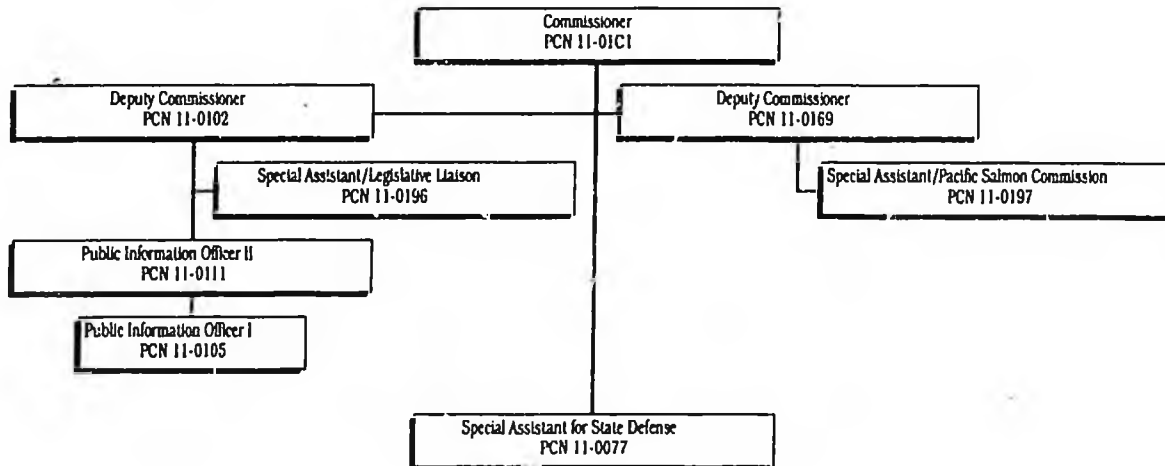 Commissioner
PCN 11-01C1
Deputy Commissioner
PCN 11-0102
Deputy Commissioner
PCN 11-0169
Special Assistant/Legislative Liaison
PCN 11-0196
Special Assistant/Pacific Salmon Commission
PCN 11-0197
Public Information Officer II
PCN 11-0111
Public Information Officer I
PCN 11-0105
Special Assistant for State Defense
PCN 11-0077